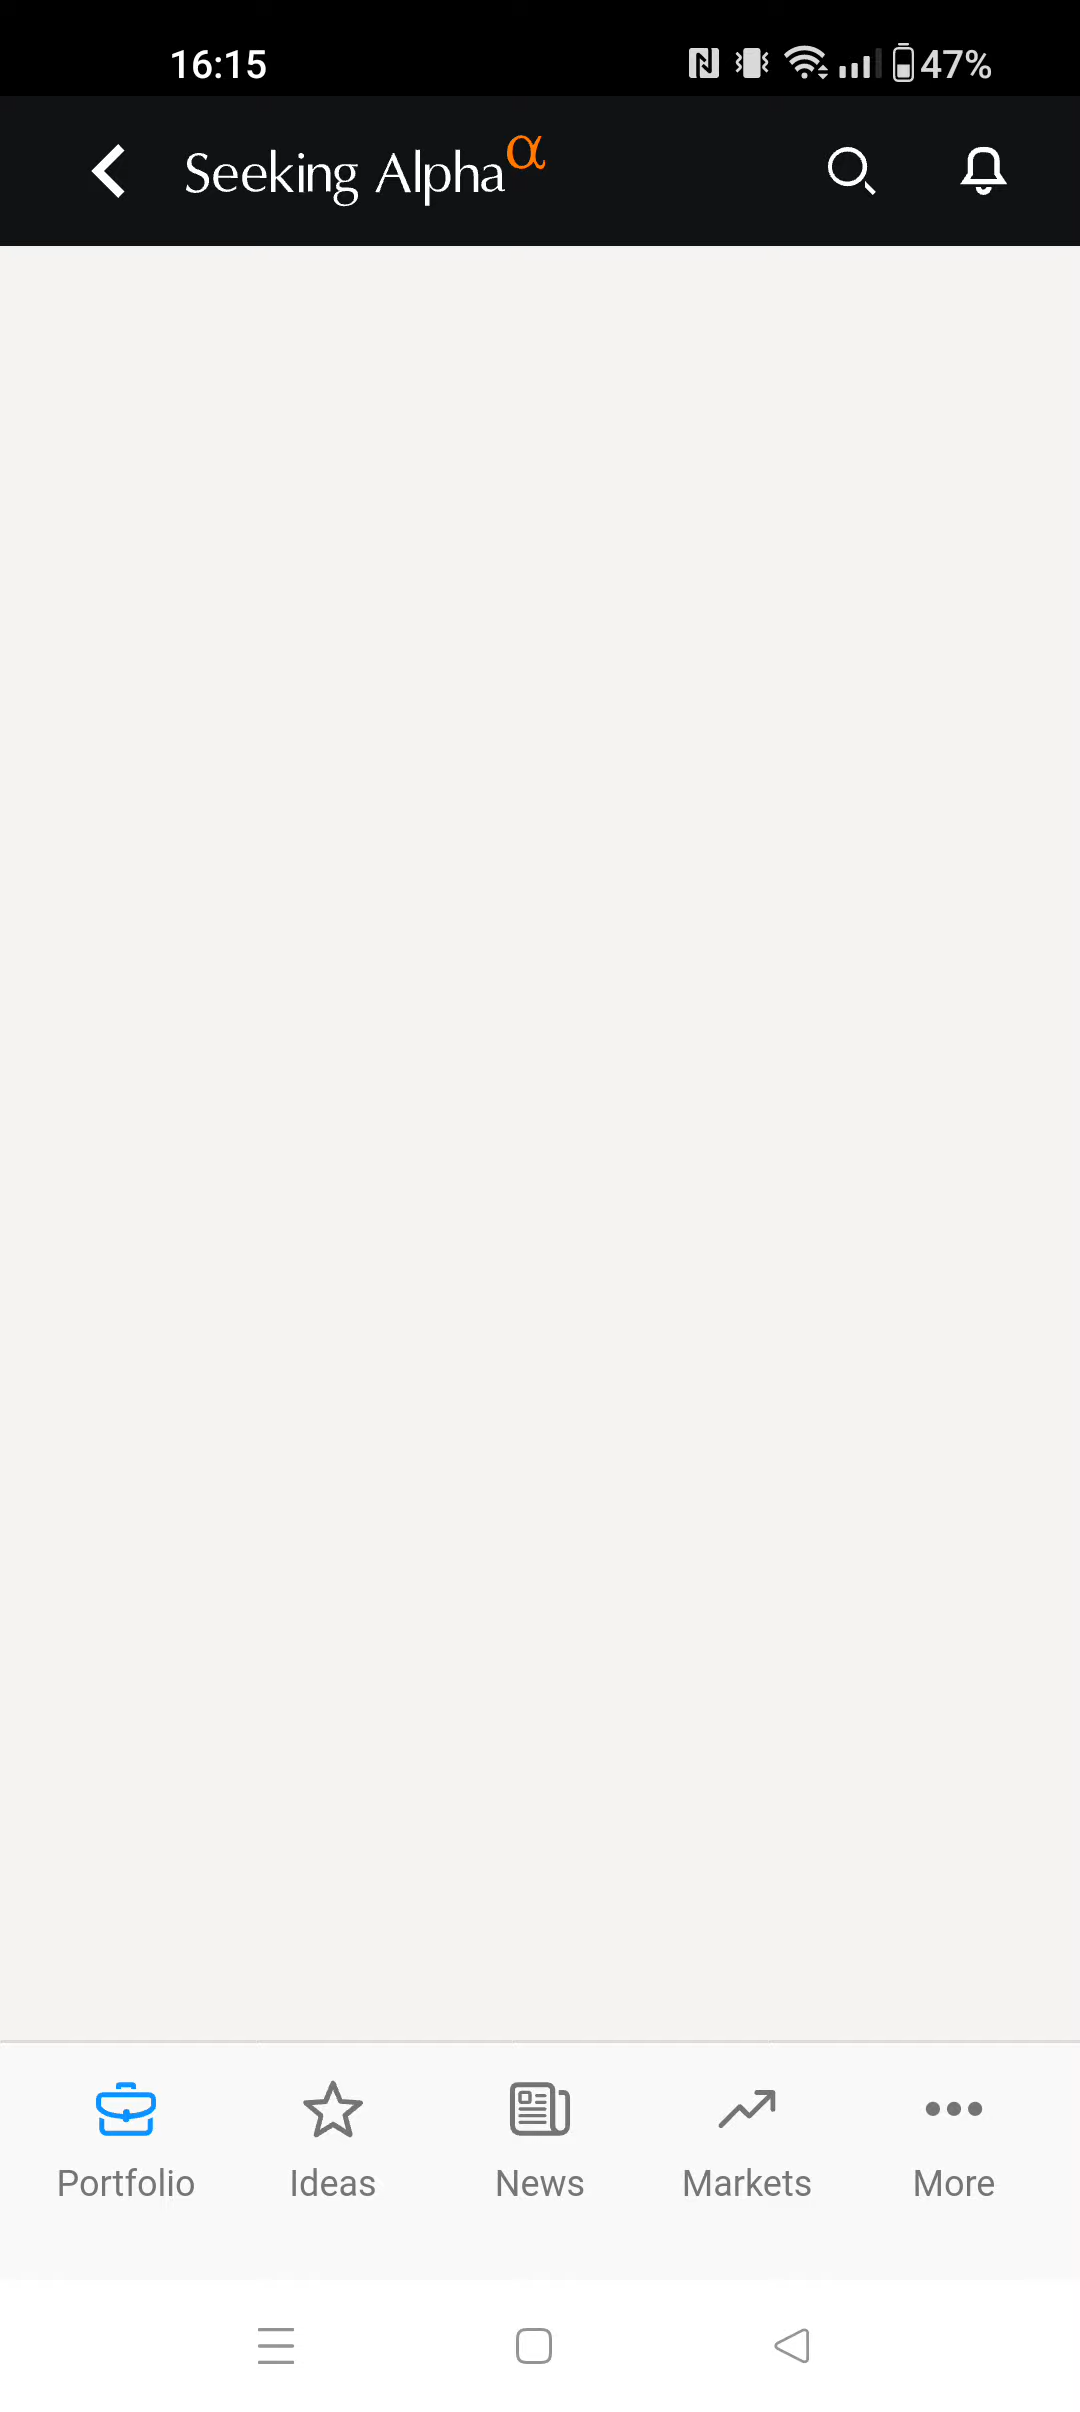 16:15
47%
Seeking Alpha α
Portfolio
Ideas
News
Markets
More